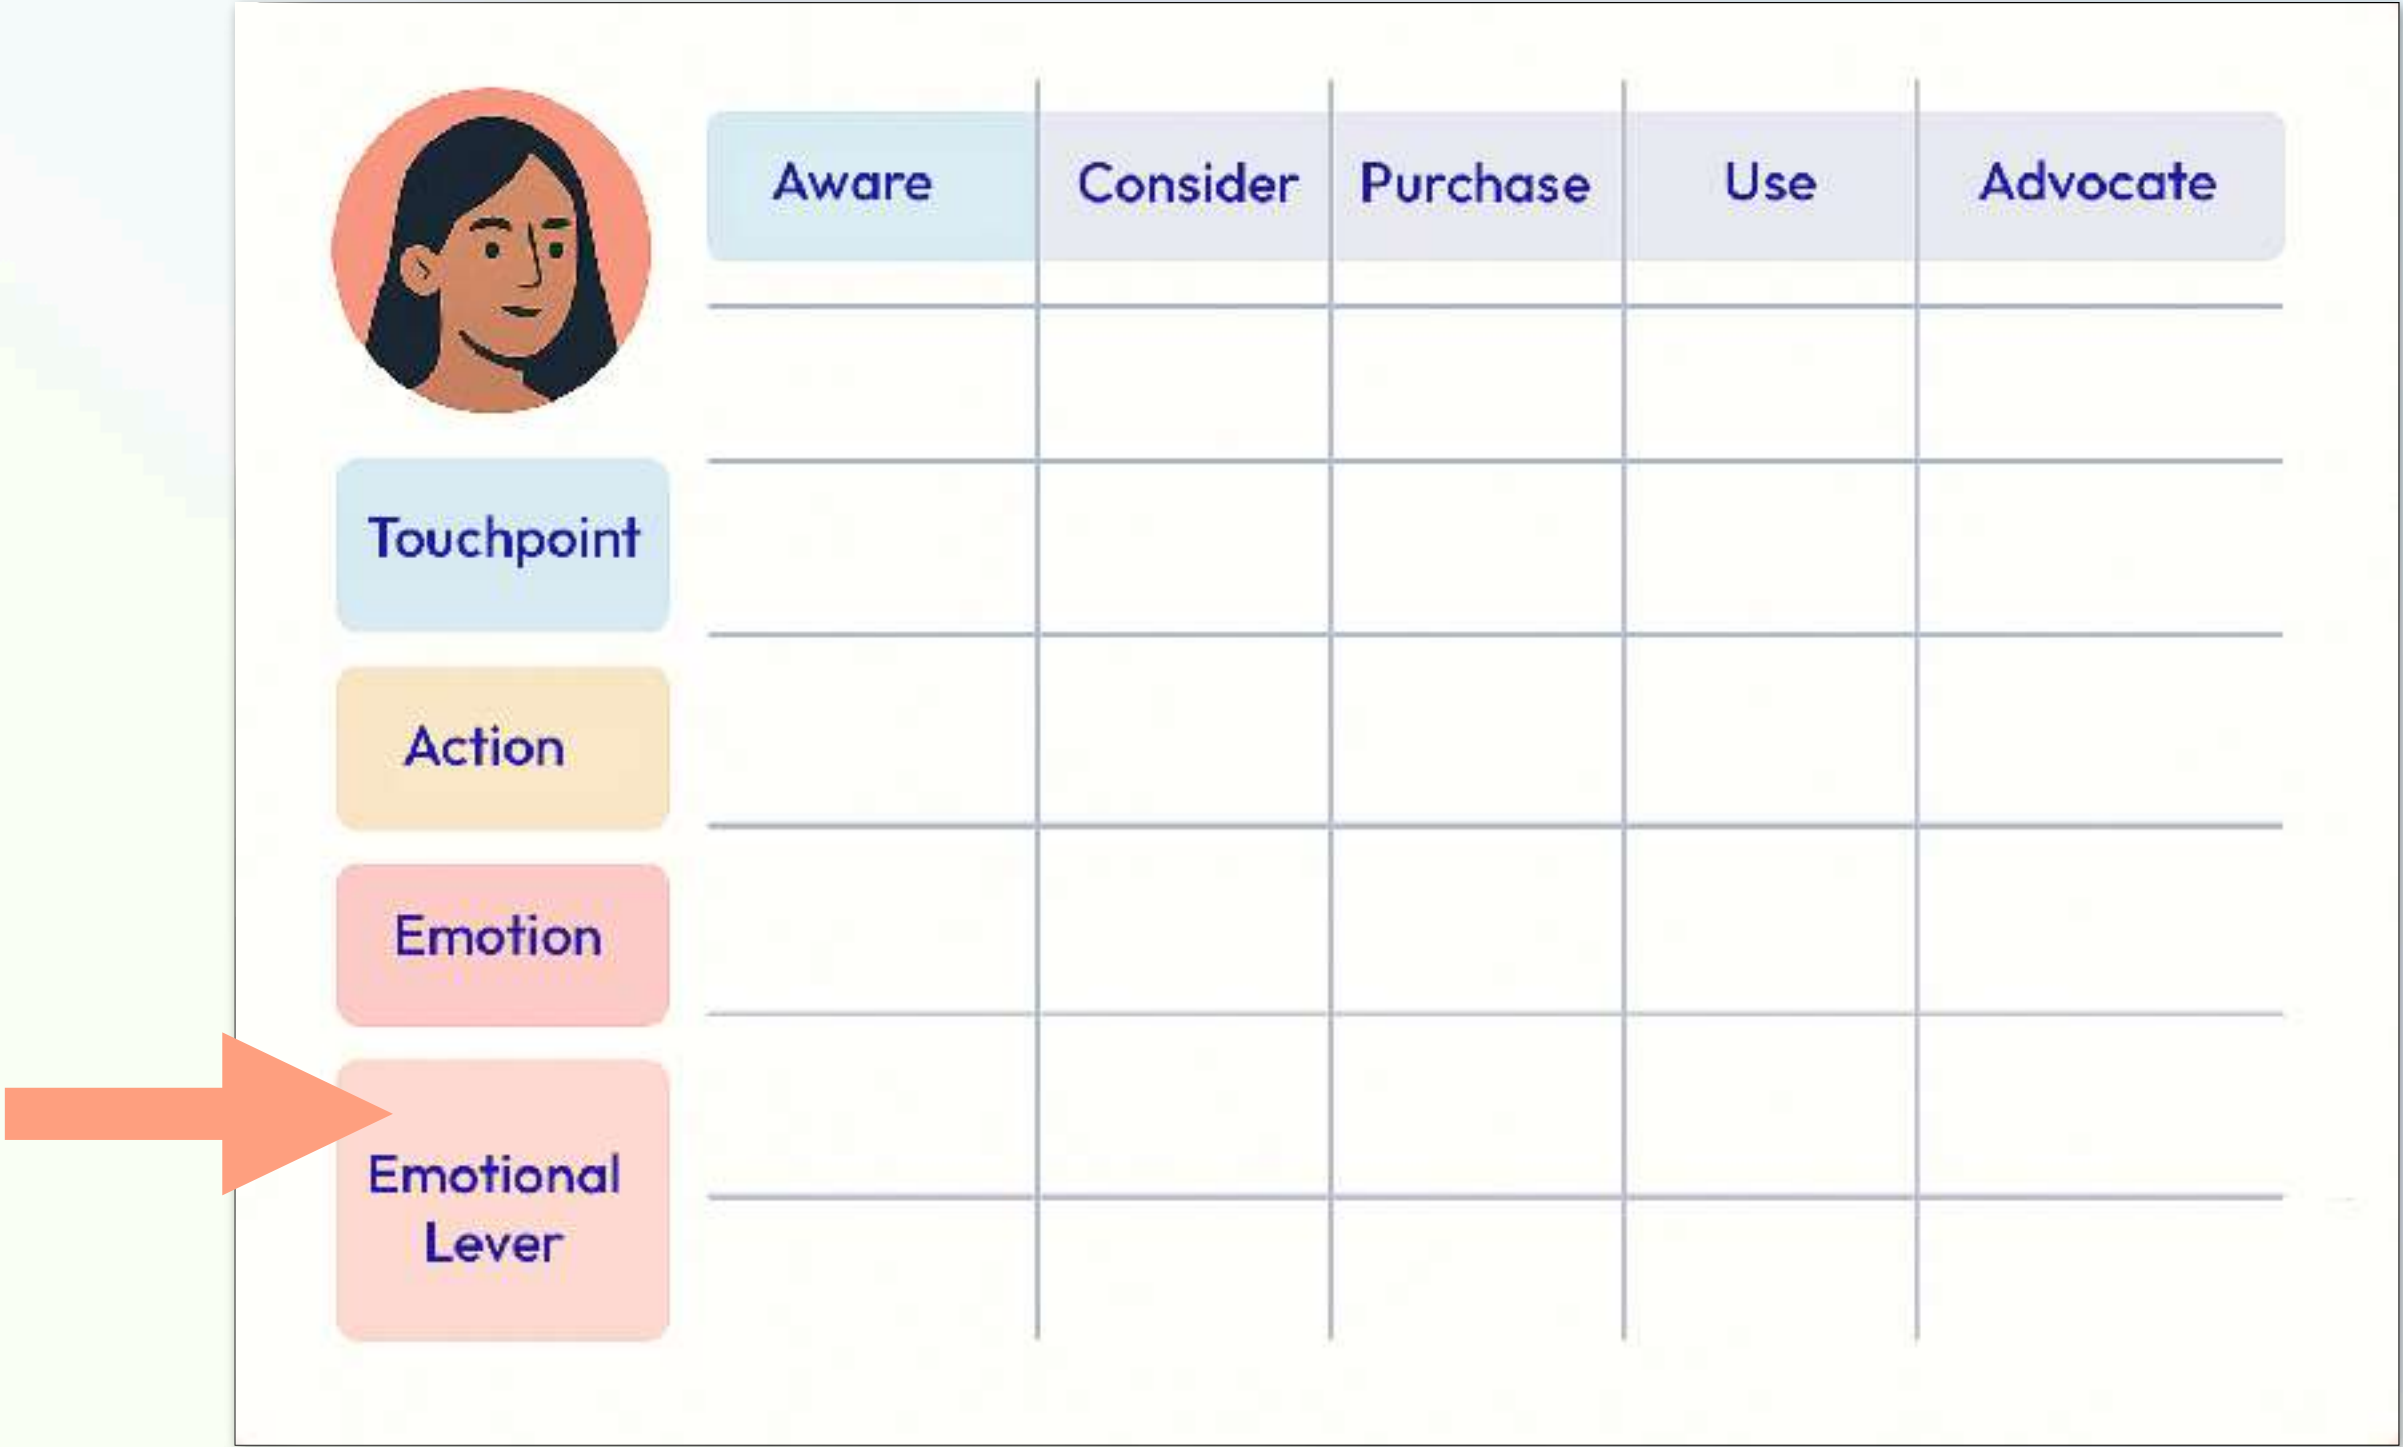 Aware Consider Purchase Use Advocate
Touchpoint
Action
Emotion
Emotional
Lever